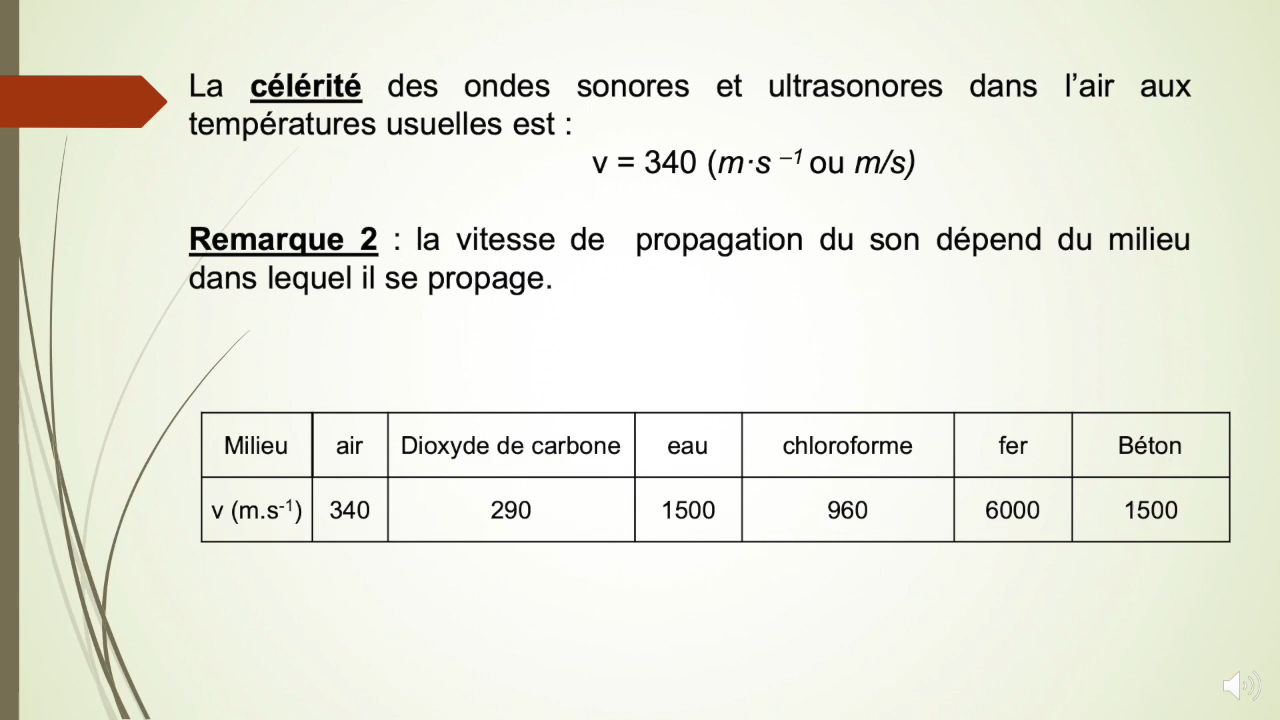 La célérité des ondes sonores et ultrasonores dans l’air aux
températures usuelles est :
v = 340 (m·s ⁻¹ ou m/s)
Remarque 2 : la vitesse de propagation du son dépend du milieu
dans lequel il se propage.
Milieu air Dioxyde de carbone eau chloroforme fer Béton
v (m.s⁻¹) 340 290 1500 960 6000 1500